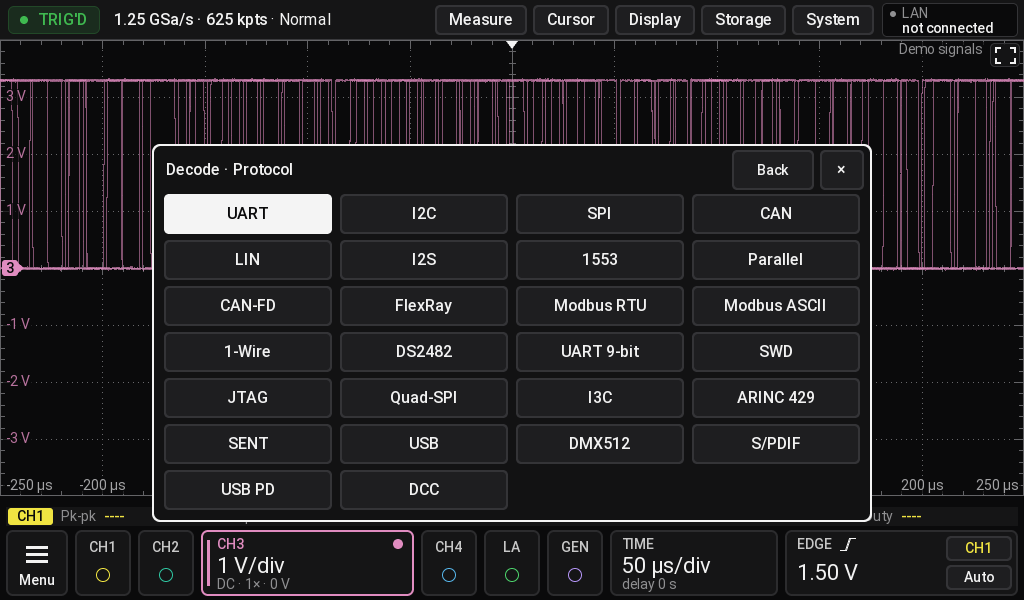 TRIG'D 1.25 GSa/s · 625 kpts · Normal Measure Cursor Display Storage System LAN
not connected
Demo signals
3 V
2 V
1 V
3
-1 V
-2 V
-3 V
-250 µs -200 µs 200 µs 250 µs
Decode · Protocol Back ×
UART I2C SPI CAN
LIN I2S 1553 Parallel
CAN-FD FlexRay Modbus RTU Modbus ASCII
1-Wire DS2482 UART 9-bit SWD
JTAG Quad-SPI I3C ARINC 429
SENT USB DMX512 S/PDIF
USB PD DCC
CH1 Pk-pk ---- uty ----
Menu
CH1
CH2
CH3
1 V/div
DC · 1× · 0 V
CH4
LA
GEN
TIME
50 µs/div
delay 0 s
EDGE
1.50 V
CH1
Auto